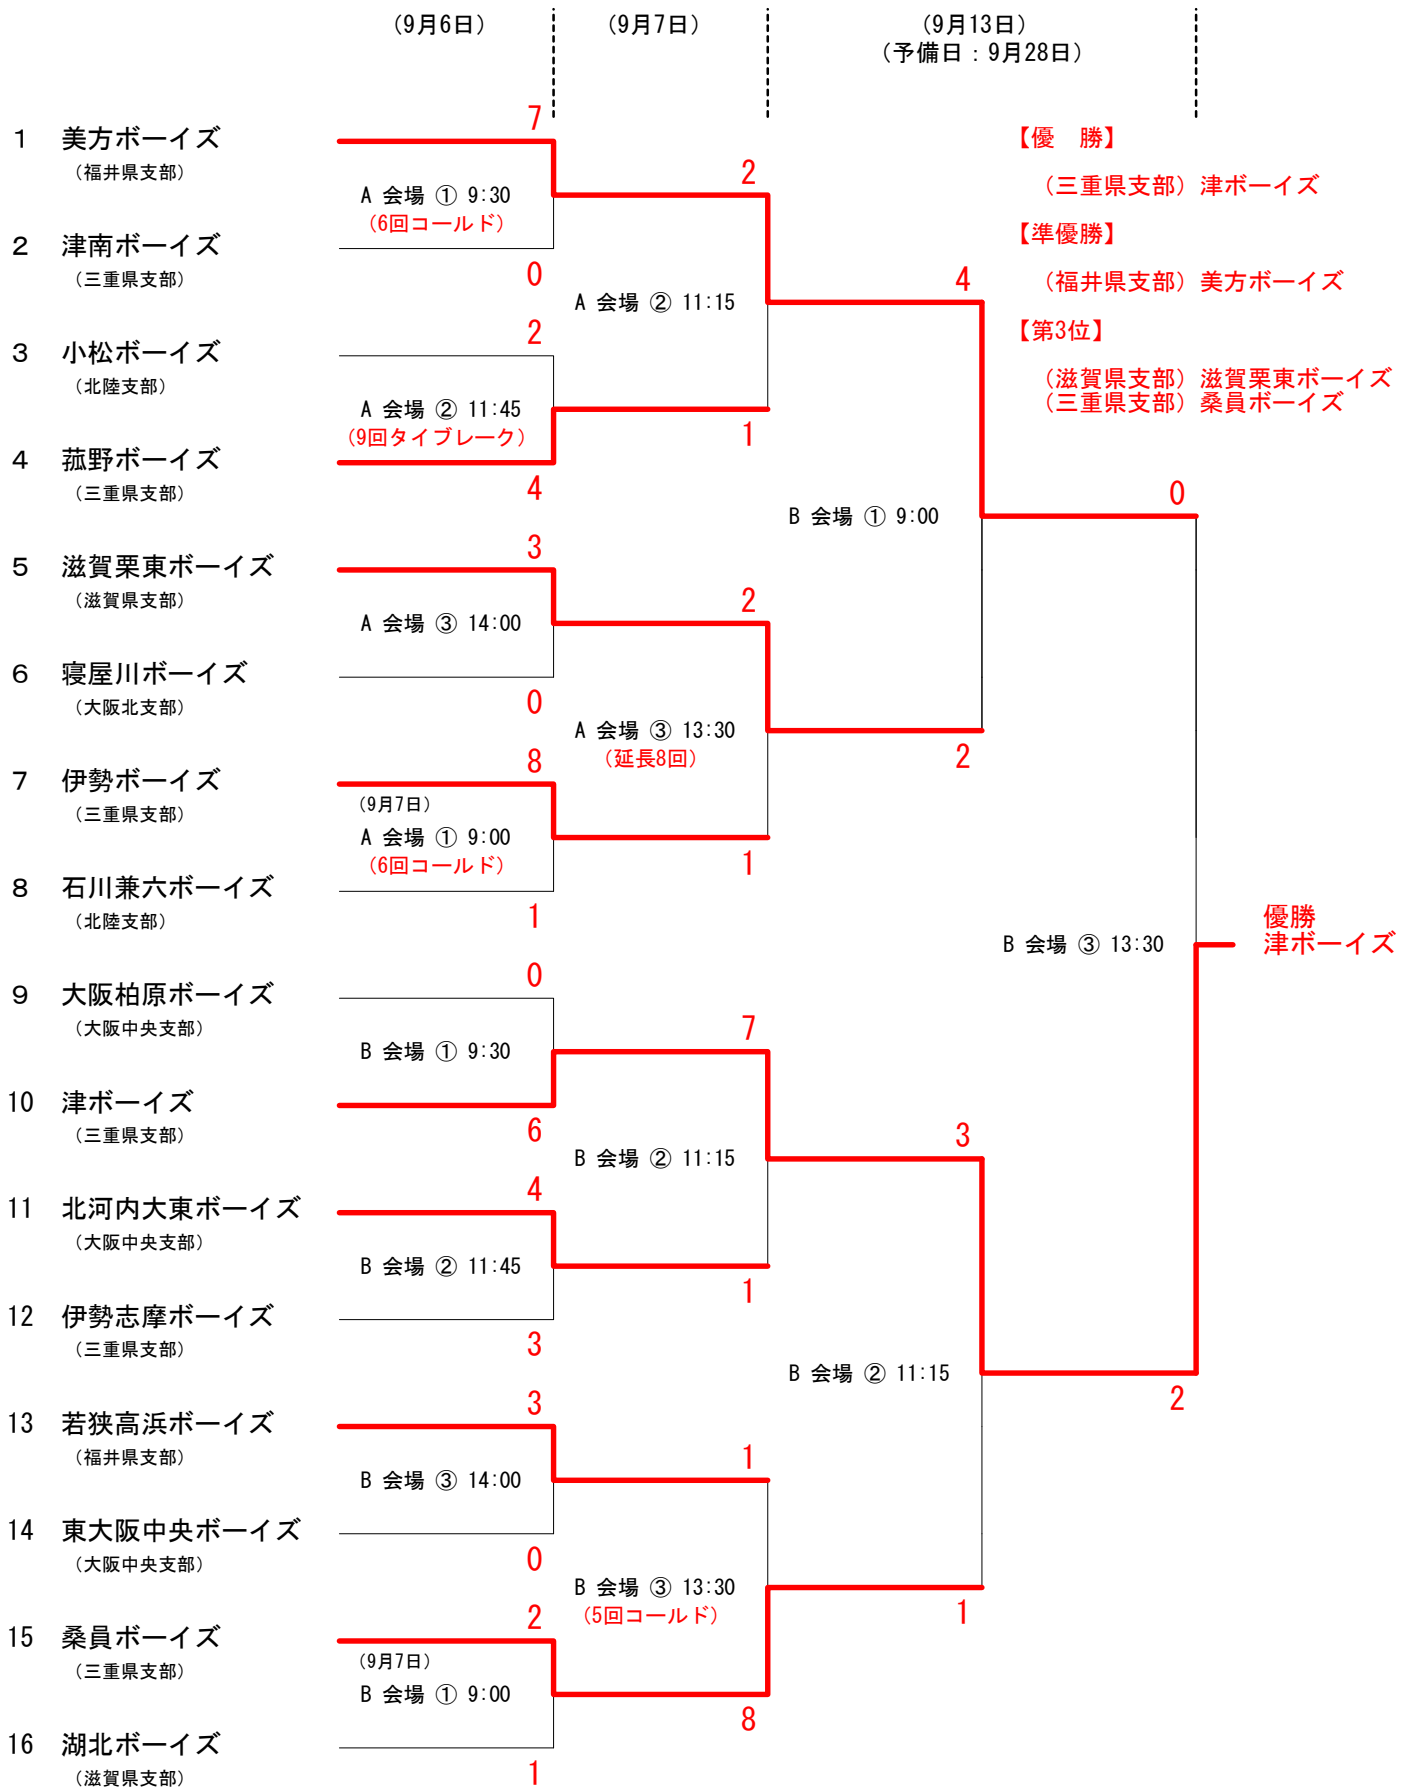 （9月6日）
（9月7日）
（9月13日）
（予備日：9月28日）
【優　勝】
（三重県支部）津ボーイズ
【準優勝】
（福井県支部）美方ボーイズ
【第3位】
（滋賀県支部）滋賀栗東ボーイズ
（三重県支部）桑員ボーイズ
7
1 美方ボーイズ
（福井県支部）
A 会場 ① 9:30
（6回コールド）
2
2 津南ボーイズ
（三重県支部）
0
A 会場 ② 11:15
4
2
3 小松ボーイズ
（北陸支部）
A 会場 ② 11:45
（9回タイブレーク）
1
4 菰野ボーイズ
（三重県支部）
4
B 会場 ① 9:00
0
3
5 滋賀栗東ボーイズ
（滋賀県支部）
A 会場 ③ 14:00
2
6 寝屋川ボーイズ
（大阪北支部）
0
A 会場 ③ 13:30
（延長8回）
2
8
7 伊勢ボーイズ
（三重県支部）
（9月7日）
A 会場 ① 9:00
（6回コールド）
1
8 石川兼六ボーイズ
（北陸支部）
1
B 会場 ③ 13:30
優勝
津ボーイズ
0
9 大阪柏原ボーイズ
（大阪中央支部）
B 会場 ① 9:30
7
10 津ボーイズ
（三重県支部）
6
B 会場 ② 11:15
3
4
11 北河内大東ボーイズ
（大阪中央支部）
B 会場 ② 11:45
1
12 伊勢志摩ボーイズ
（三重県支部）
3
B 会場 ② 11:15
2
3
13 若狭高浜ボーイズ
（福井県支部）
B 会場 ③ 14:00
1
14 東大阪中央ボーイズ
（大阪中央支部）
0
B 会場 ③ 13:30
（5回コールド）
1
2
15 桑員ボーイズ
（三重県支部）
（9月7日）
B 会場 ① 9:00
8
16 湖北ボーイズ
（滋賀県支部）
1